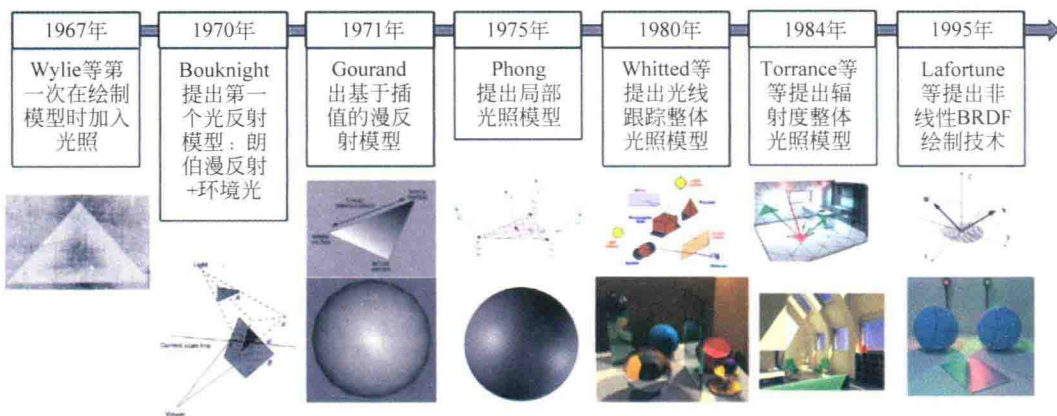 1967年
1970年
1971年
1975年
1980年
1984年
1995年
Wylie等第
一次在绘制
模型时加入
光照
Bouknight
提出第一
个光反射
模型：朗
伯漫反射
+环境光
Gourand
出基于插
值的漫反
射模型
Phong
提出局部
光照模型
Whitted等
提出光线
跟踪整体
光照模型
Torrance等
等提出辐
射度整体
光照模型
Lafortune
等提出非
线性BRDF
绘制技术
Light
Current scan line
Viewer